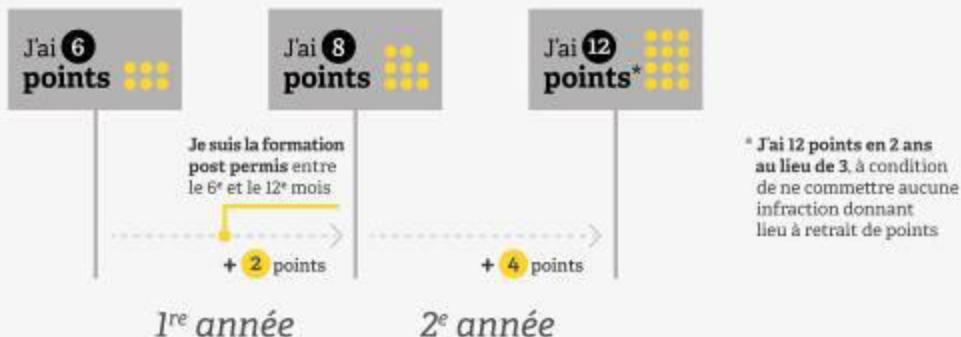 J'ai 6
points
J'ai 8
points
J'ai 12
points*
Je suis la formation
post permis entre
le 6e et le 12e mois
* J'ai 12 points en 2 ans
au lieu de 3, à condition
de ne commettre aucune
infraction donnant
lieu à retrait de points
+ 2 points
+ 4 points
1re année
2e année